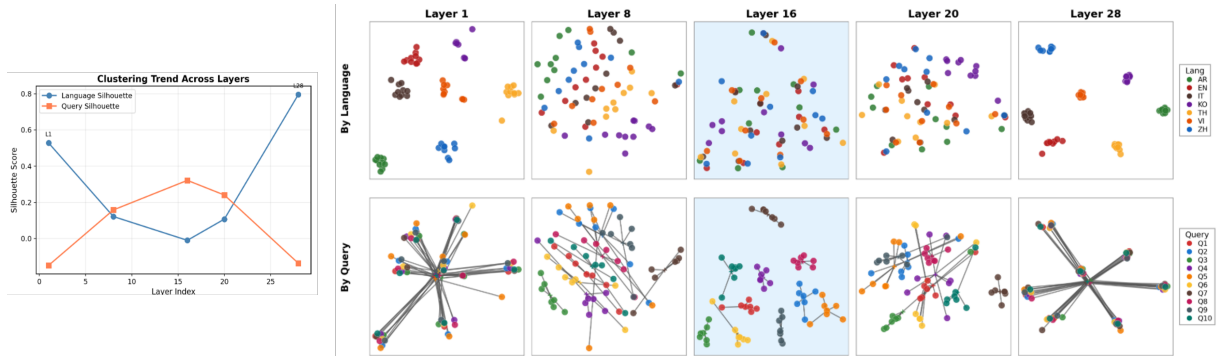 Clustering Trend Across Layers
Language Silhouette
Query Silhouette
L1
L28
Silhouette Score
0.8
0.6
0.4
0.2
0.0
0 5 10 15 20 25
Layer Index
Layer 1 Layer 8 Layer 16 Layer 20 Layer 28
By Language
Lang
AR
EN
IT
KO
TH
VI
ZH
By Query
Query
Q1
Q2
Q3
Q4
Q5
Q6
Q7
Q8
Q9
Q10